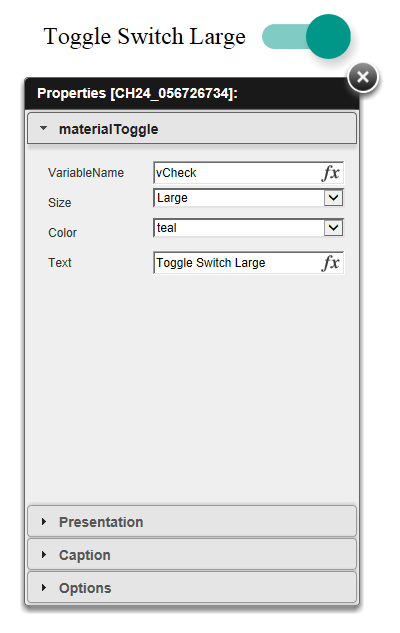 Toggle Switch Large
Properties [CH24_056726734]:
materialToggle
VariableName vCheck fx
Size Large
Color teal
Text Toggle Switch Large fx
Presentation
Caption
Options